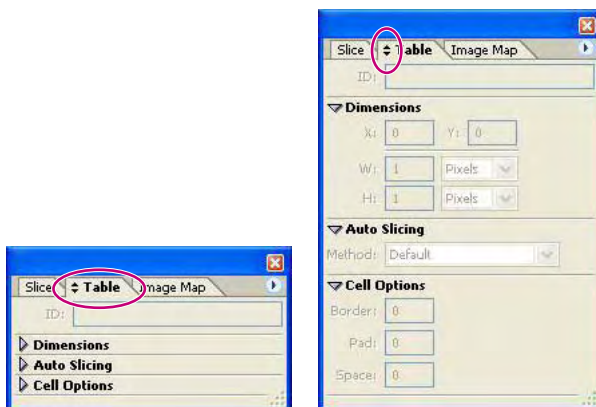 Slice Table Image Map
ID:
Dimensions
Auto Slicing
Cell Options
Slice Table Image Map
ID:
Dimensions
X: 0 Y: 0
W: 1 Pixels
H: 1 Pixels
Auto Slicing
Method: Default
Cell Options
Border: 0
Pad: 0
Space: 0